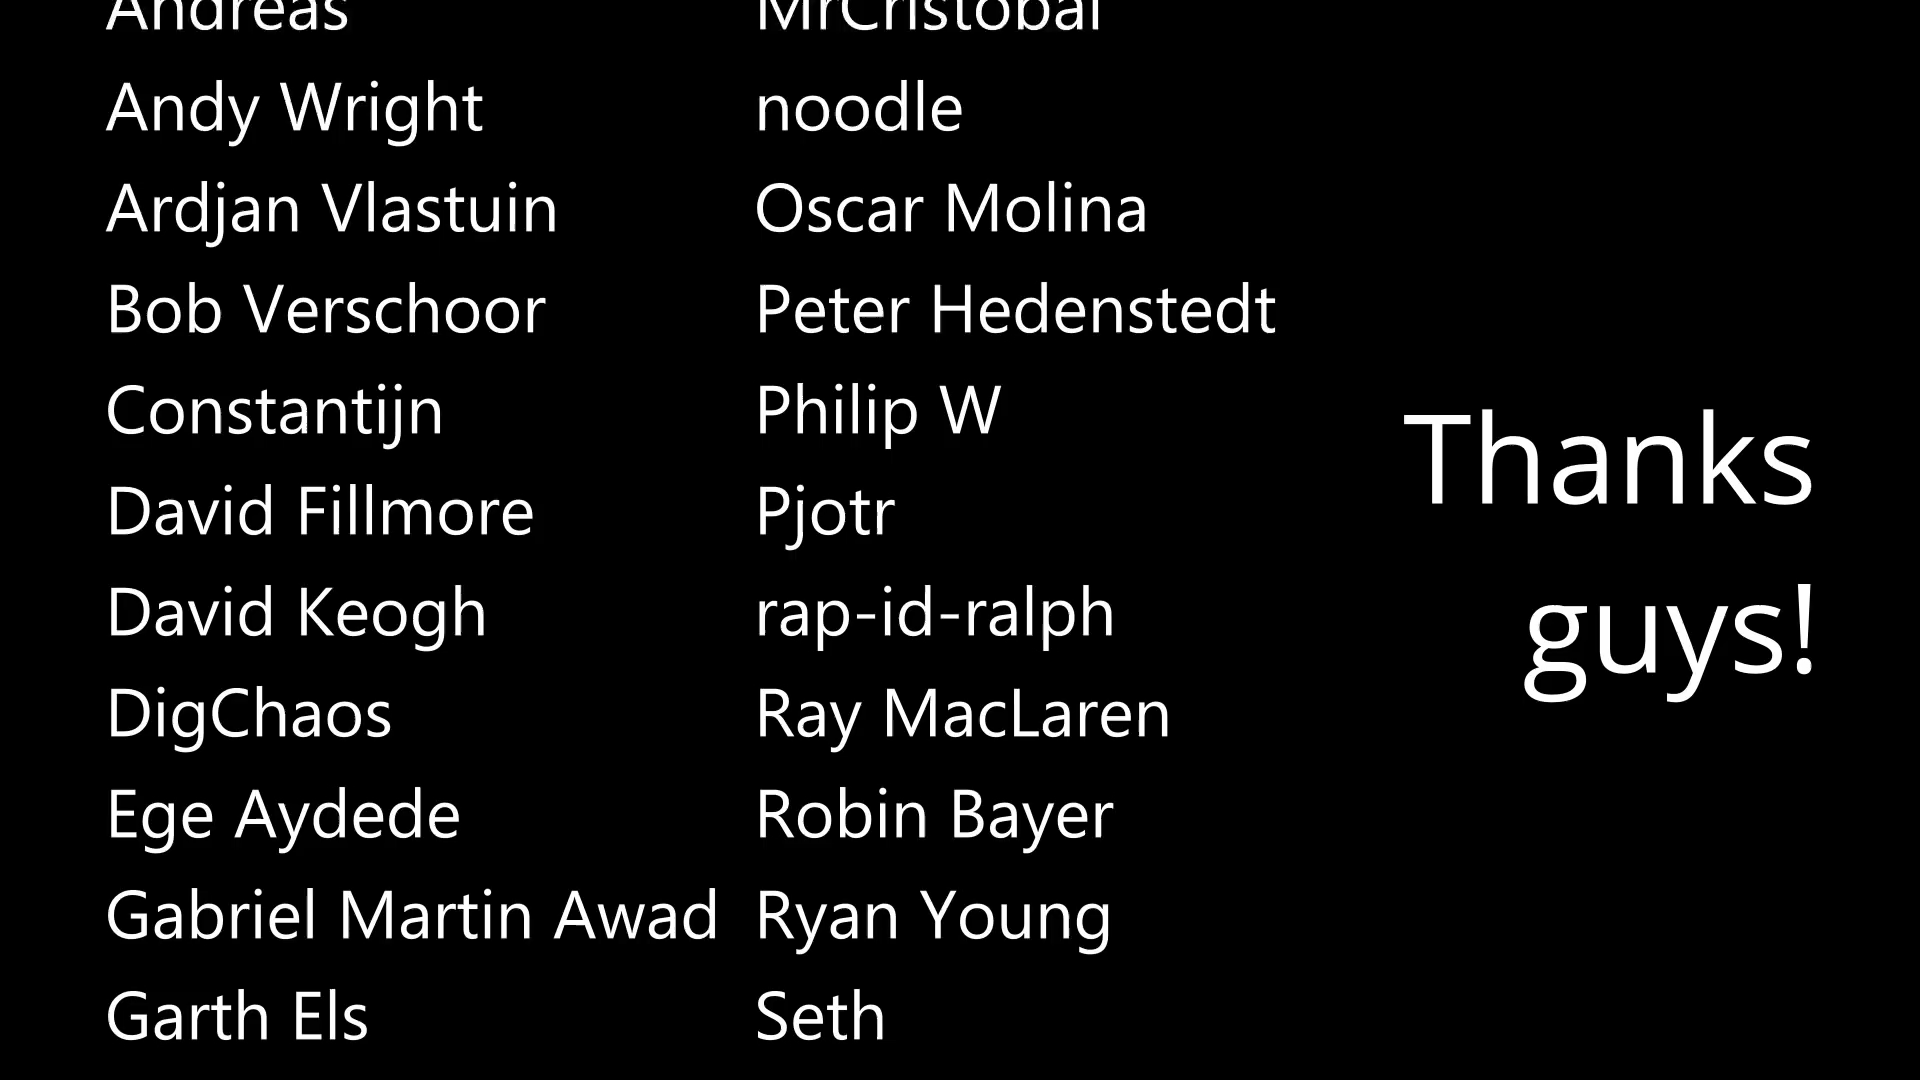 Andreas
Andy Wright
Ardjan Vlastuin
Bob Verschoor
Constantijn
David Fillmore
David Keogh
DigChaos
Ege Aydede
Gabriel Martin Awad
Garth Els
MrCristobal
noodle
Oscar Molina
Peter Hedenstedt
Philip W
Pjotr
rap-id-ralph
Ray MacLaren
Robin Bayer
Ryan Young
Seth
Thanks
guys!